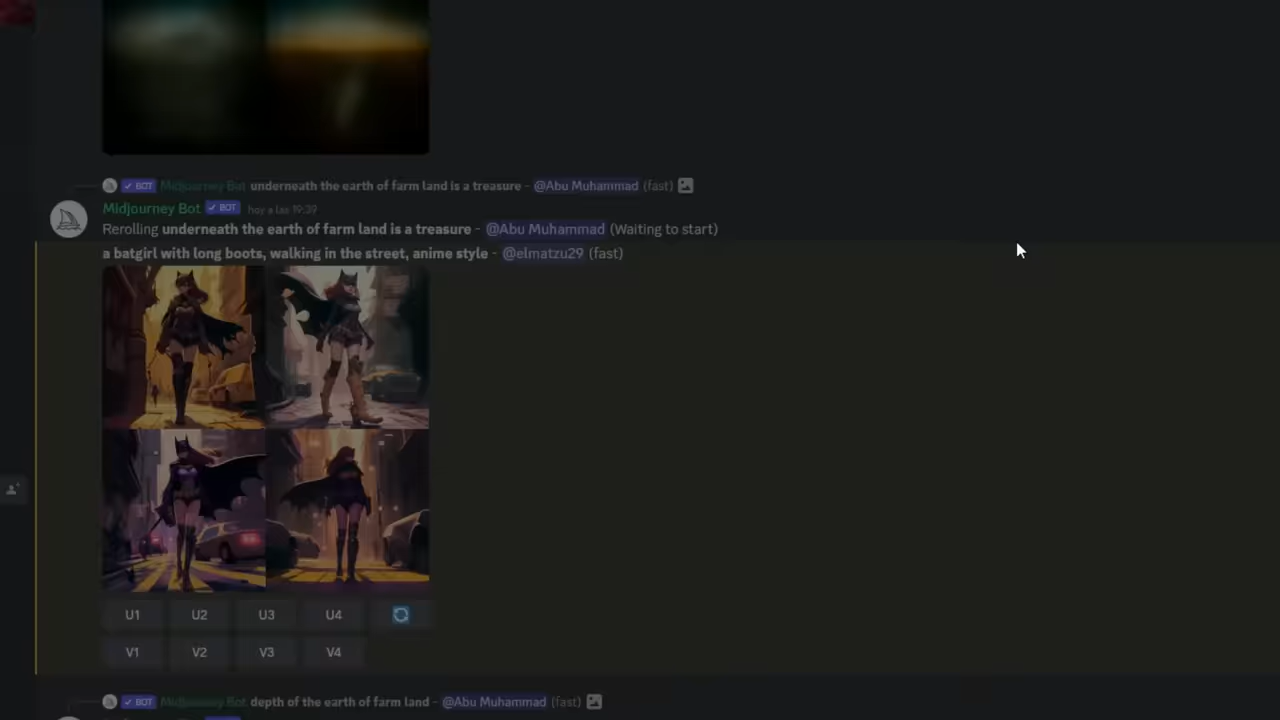 BOT Midjourney Bot underneath the earth of farm land is a treasure - @Abu Muhammad (fast)
Midjourney Bot BOT hoy a las 19:39
Rerolling underneath the earth of farm land is a treasure - @Abu Muhammad (Waiting to start)
a batgirl with long boots, walking in the street, anime style - @elmatzu29 (fast)
U1 U2 U3 U4
V1 V2 V3 V4
BOT Midjourney Bot depth of the earth of farm land - @Abu Muhammad (fast)